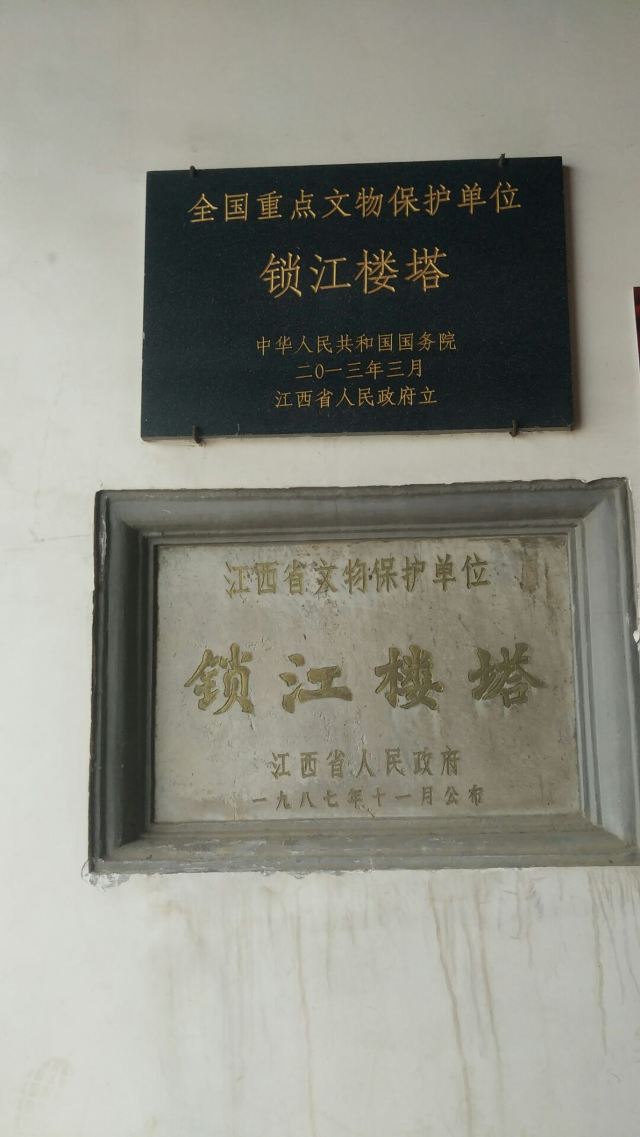 全国重点文物保护单位
锁江楼塔
中华人民共和国国务院
二0一三年三月
江西省人民政府立
江西省文物保护单位
锁江楼塔
江西省人民政府
一九八七年十一月公布